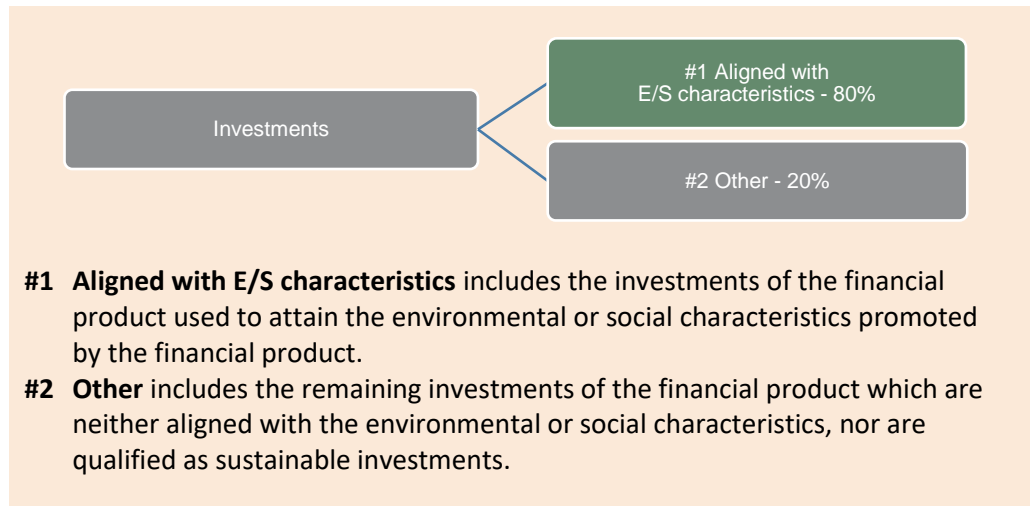 #1 Aligned with
E/S characteristics - 80%
Investments
#2 Other - 20%
#1 Aligned with E/S characteristics includes the investments of the financial
product used to attain the environmental or social characteristics promoted
by the financial product.
#2 Other includes the remaining investments of the financial product which are
neither aligned with the environmental or social characteristics, nor are
qualified as sustainable investments.